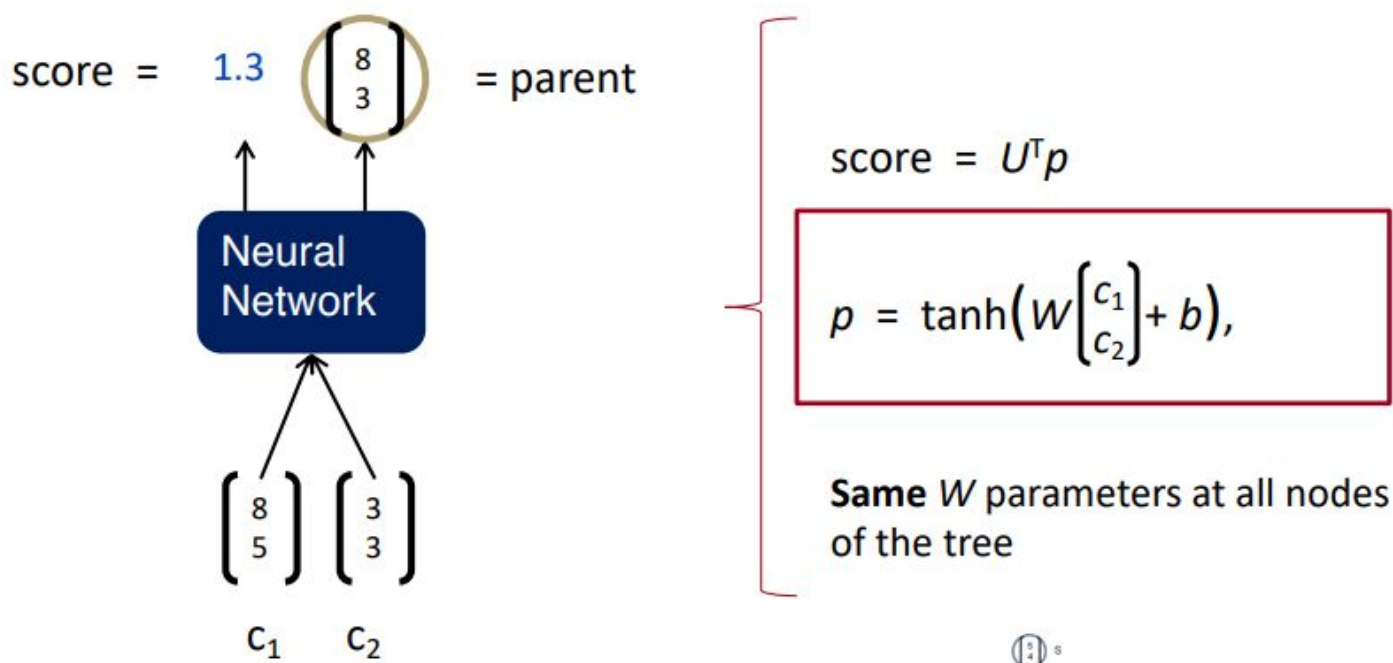 score = 1.3 [8 3] = parent
Neural
Network
[8 5] [3 3]
c₁ c₂
score = Uᵀp
p = tanh(W[c₁ c₂] + b),
Same W parameters at all nodes
of the tree
s